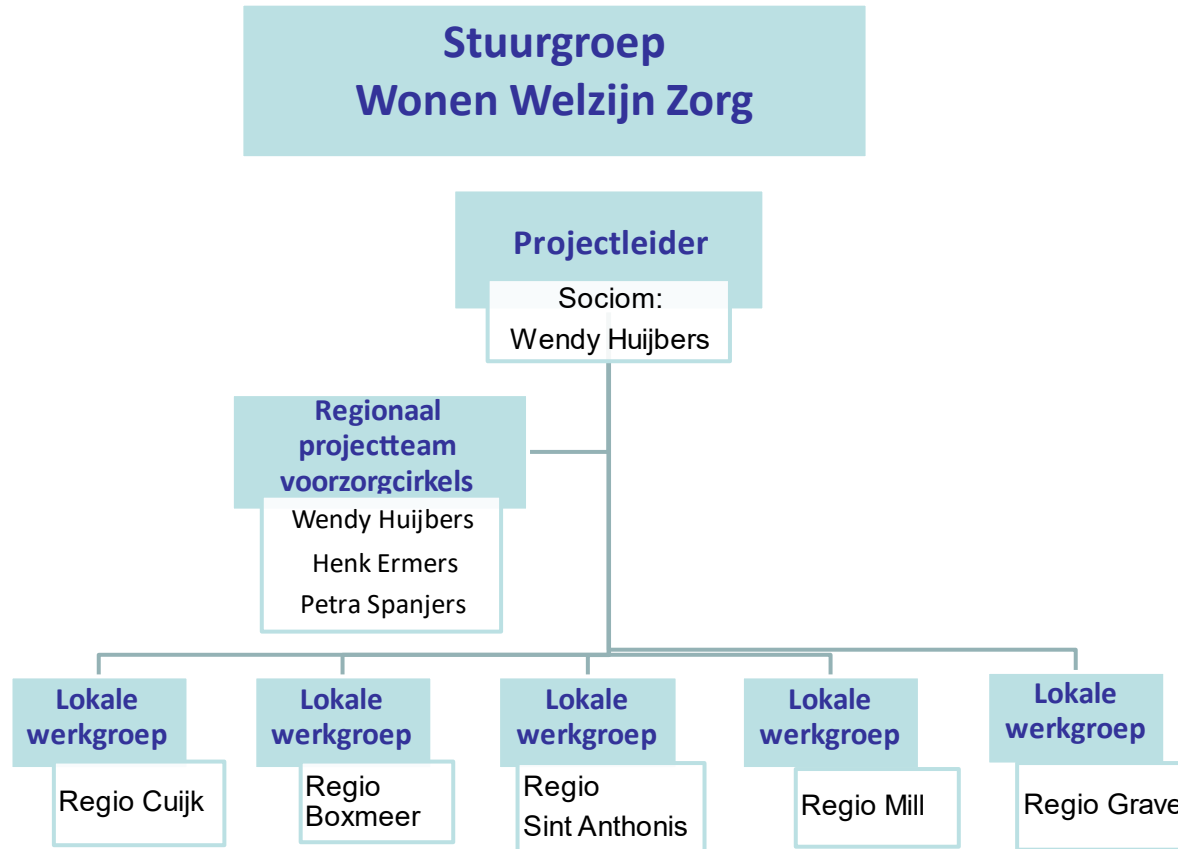 Stuurgroep
Wonen Welzijn Zorg
Projectleider
Sociom:
Wendy Huijbers
Regionaal
projectteam
voorzorgcirkels
Wendy Huijbers
Henk Ermers
Petra Spanjers
Lokale
werkgroep
Regio Cuijk
Lokale
werkgroep
Regio
Boxmeer
Lokale
werkgroep
Regio
Sint Anthonis
Lokale
werkgroep
Regio Mill
Lokale
werkgroep
Regio Grave